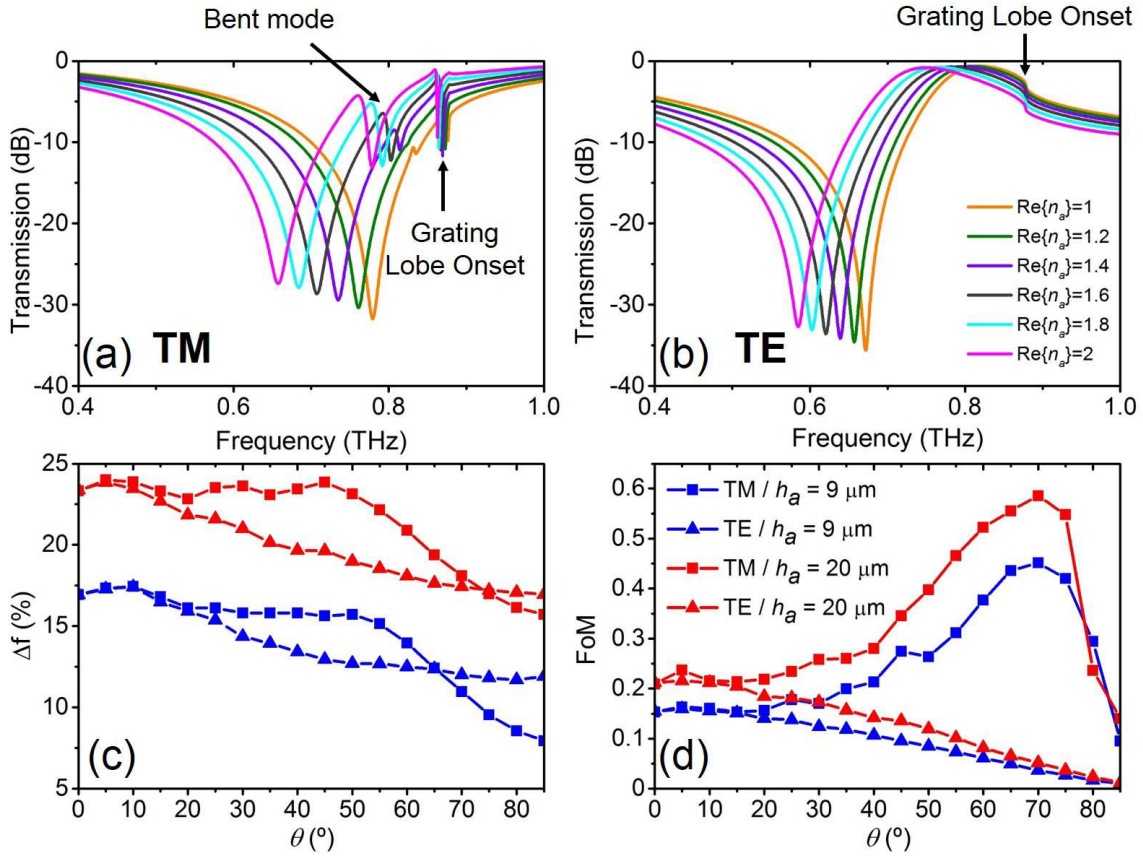 Bent mode
Grating Lobe Onset
0
-10
-20
-30
-40
Transmission (dB)
Grating
Lobe Onset
(a) TM
0.4 0.6 0.8 1.0
Frequency (THz)
0
-10
-20
-30
-40
Transmission (dB)
Re{nₐ}=1
Re{nₐ}=1.2
Re{nₐ}=1.4
Re{nₐ}=1.6
Re{nₐ}=1.8
Re{nₐ}=2
(b) TE
0.4 0.6 0.8 1.0
Frequency (THz)
25
20
15
10
5
Δf (%)
(c)
0 10 20 30 40 50 60 70 80
θ (º)
0.6
0.5
0.4
0.3
0.2
0.1
0
FoM
TM / hₐ = 9 μm
TE / hₐ = 9 μm
TM / hₐ = 20 μm
TE / hₐ = 20 μm
(d)
0 10 20 30 40 50 60 70 80
θ (º)